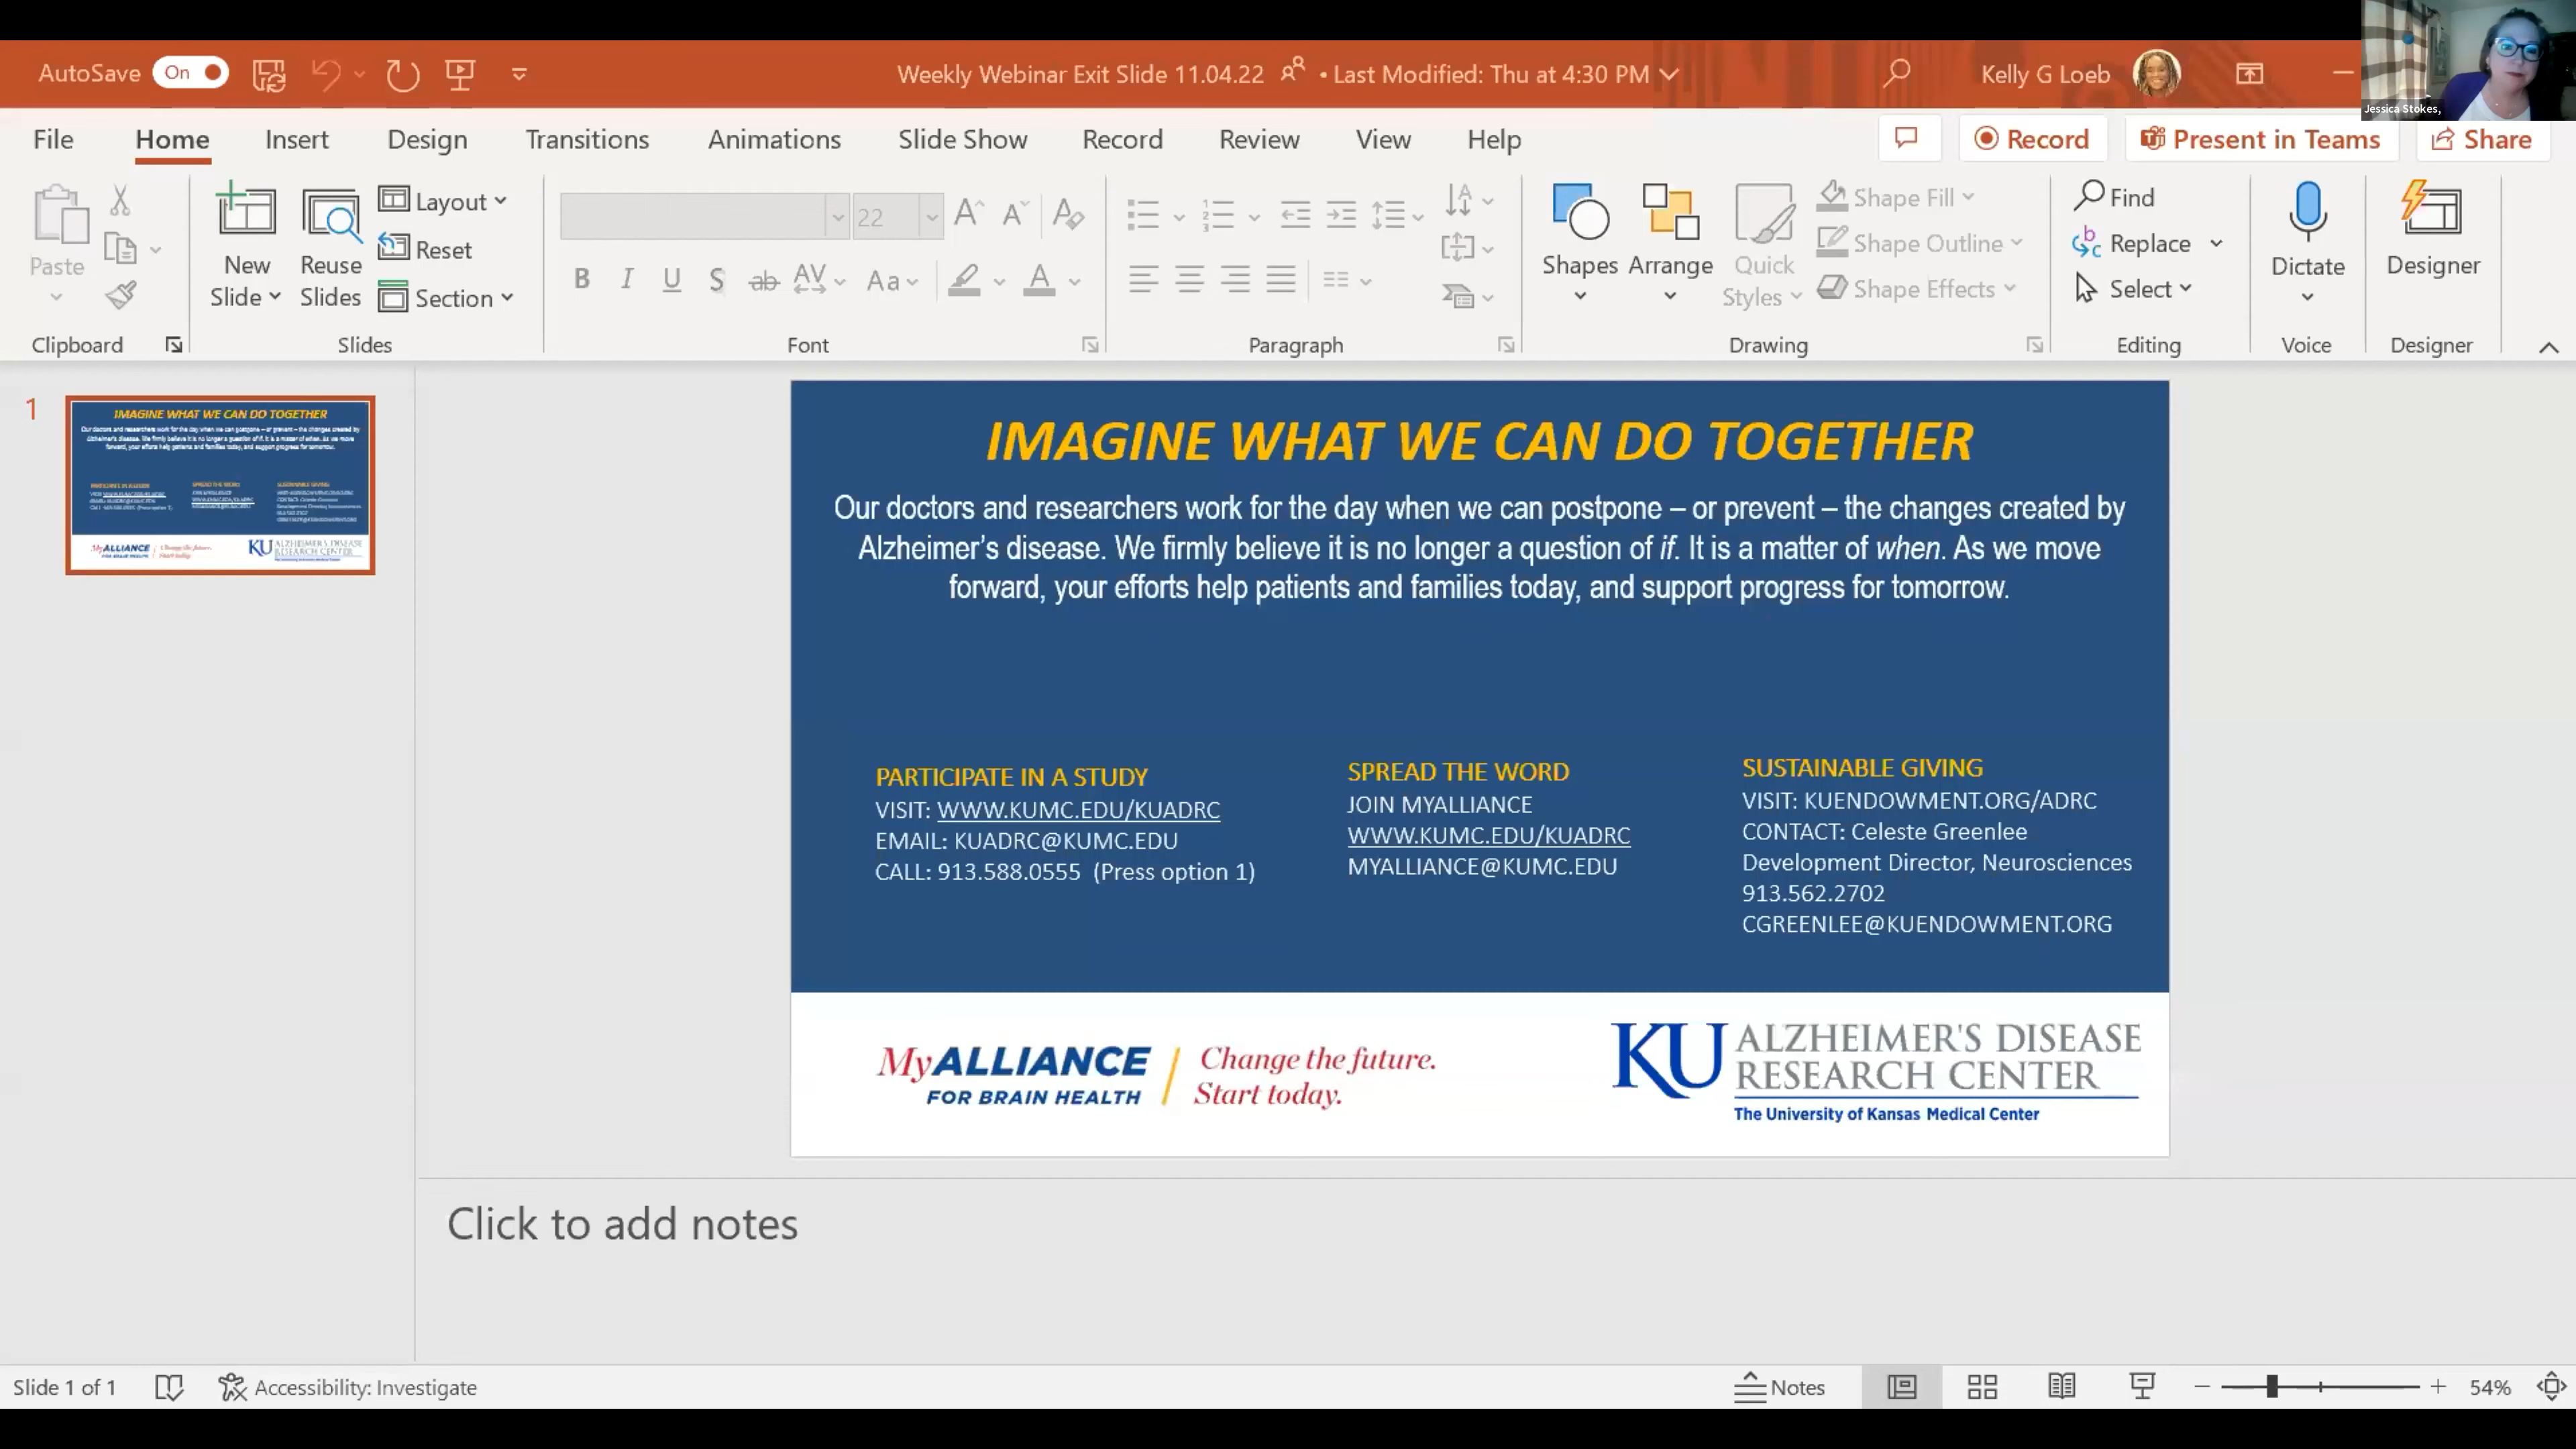 AutoSave On
Weekly Webinar Exit Slide 11.04.22 • Last Modified: Thu at 4:30 PM
Kelly G Loeb
Jessica Stokes,
File Home Insert Design Transitions Animations Slide Show Record Review View Help
Record Present in Teams Share
Paste
New Slide
Reuse Slides
Layout
Reset
Section
22
Shapes Arrange Quick Styles
Shape Fill
Shape Outline
Shape Effects
Find
Replace
Select
Dictate
Designer
Clipboard Slides Font Paragraph Drawing Editing Voice Designer
1
IMAGINE WHAT WE CAN DO TOGETHER
IMAGINE WHAT WE CAN DO TOGETHER
Our doctors and researchers work for the day when we can postpone – or prevent – the changes created by
Alzheimer’s disease. We firmly believe it is no longer a question of if. It is a matter of when. As we move
forward, your efforts help patients and families today, and support progress for tomorrow.
PARTICIPATE IN A STUDY
VISIT: WWW.KUMC.EDU/KUADRC
EMAIL: KUADRC@KUMC.EDU
CALL: 913.588.0555 (Press option 1)
SPREAD THE WORD
JOIN MYALLIANCE
WWW.KUMC.EDU/KUADRC
MYALLIANCE@KUMC.EDU
SUSTAINABLE GIVING
VISIT: KUENDOWMENT.ORG/ADRC
CONTACT: Celeste Greenlee
Development Director, Neurosciences
913.562.2702
CGREENLEE@KUENDOWMENT.ORG
MyALLIANCE
FOR BRAIN HEALTH
Change the future.
Start today.
KU ALZHEIMER'S DISEASE
RESEARCH CENTER
The University of Kansas Medical Center
Click to add notes
Slide 1 of 1 Accessibility: Investigate
Notes 54%